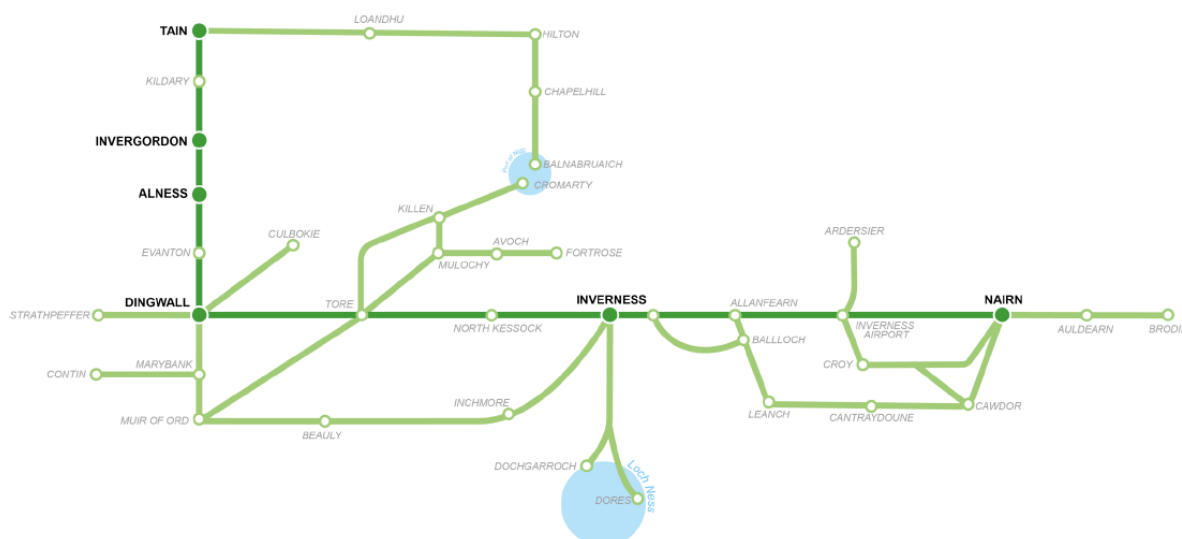 LOANDHU
TAIN
HILTON
KILDARY
CHAPELHILL
INVERGORDON
BALNABRUAICH
CROMARTY
ALNESS
KILLEN
CULBOKIE
AVOCH
ARDERSIER
EVANTON
FORTROSE
MULOCHY
DINGWALL
TORE
INVERNESS
ALLANFEARN
NAIRN
STRATHPEFFER
NORTH KESSOCK
INVERNESS
AIRPORT
AULDEARN
BRODI
BALLLOCH
MARYBANK
CONTIN
CROY
INCHMORE
LEANCH
CAWDOR
MUIR OF ORD
CANTRAYDOUNE
BEAULY
DOCHGARROCH
Loch Ness
DORES